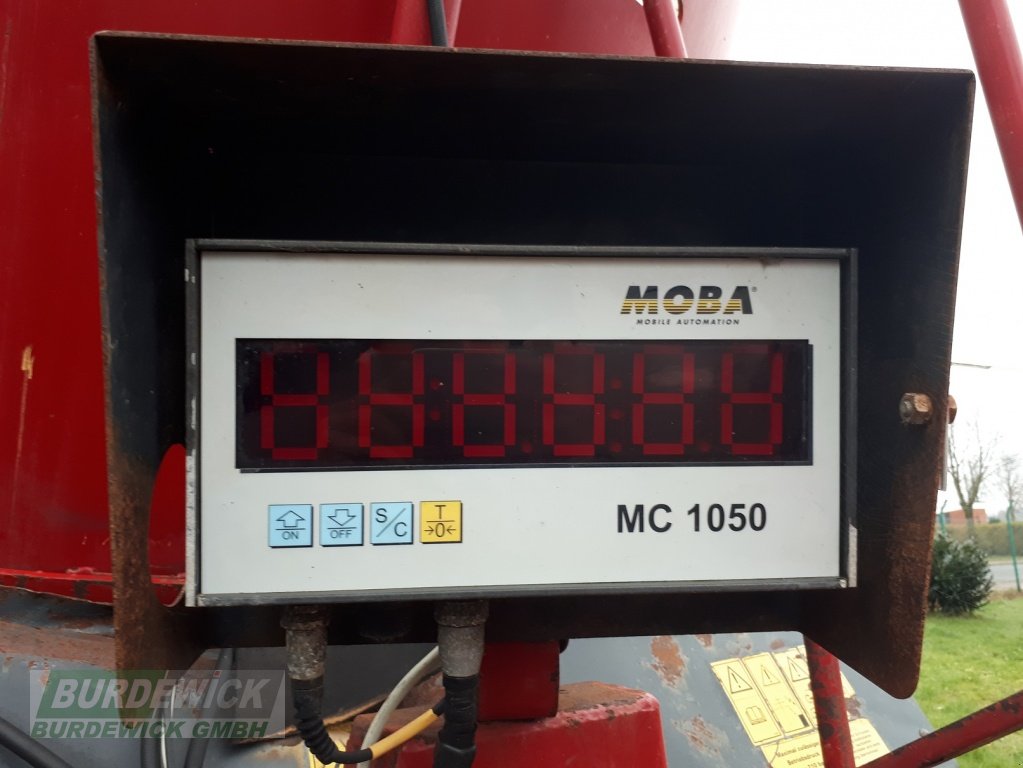 MOBA®
MOBILE AUTOMATION
ON
OFF
S/C
T
→0←
MC 1050
BURDEWICK
BURDEWICK GMBH